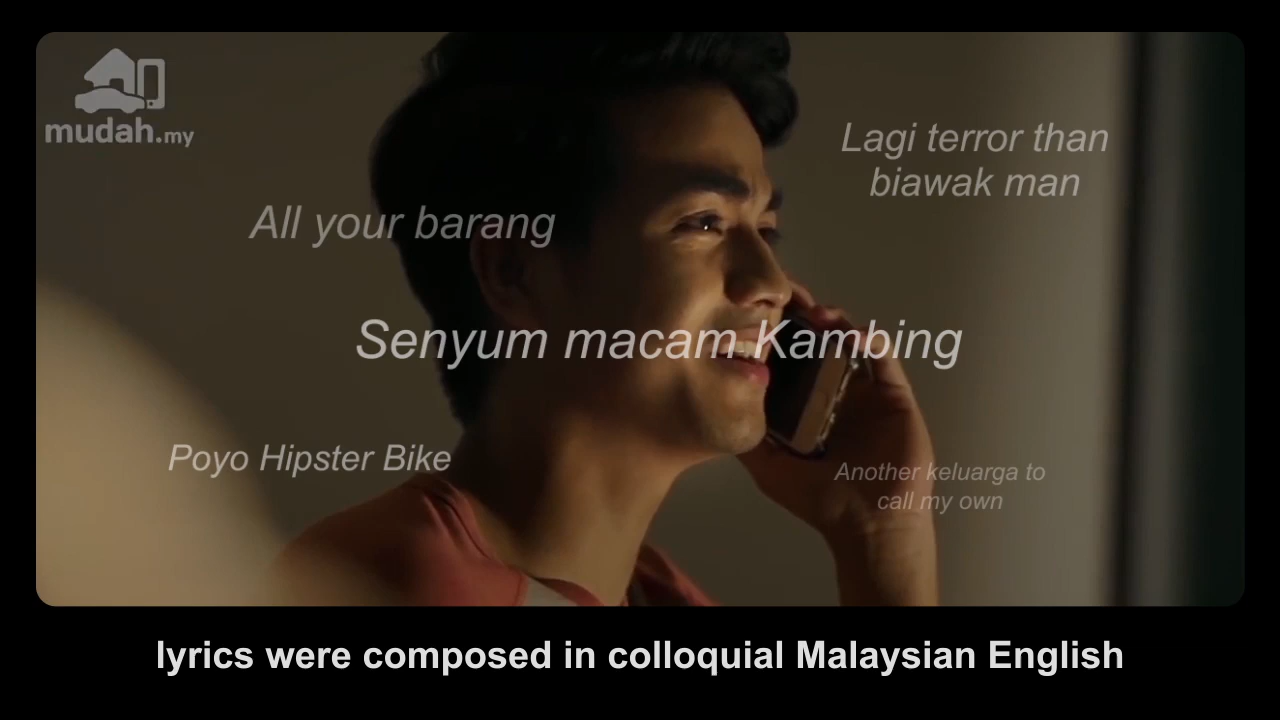 mudah.my
Lagi terror than
biawak man
All your barang
Senyum macam Kambing
Poyo Hipster Bike
Another keluarga to
call my own
lyrics were composed in colloquial Malaysian English